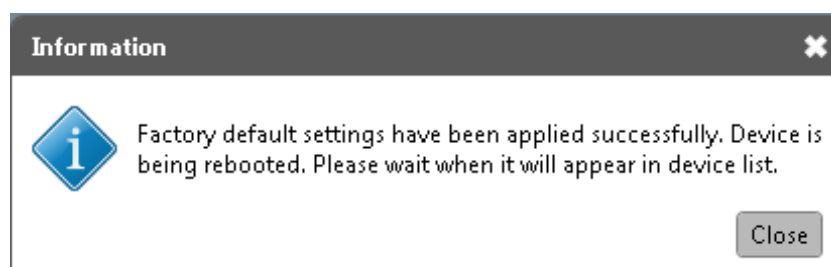 Information
Factory default settings have been applied successfully. Device is
being rebooted. Please wait when it will appear in device list.
Close